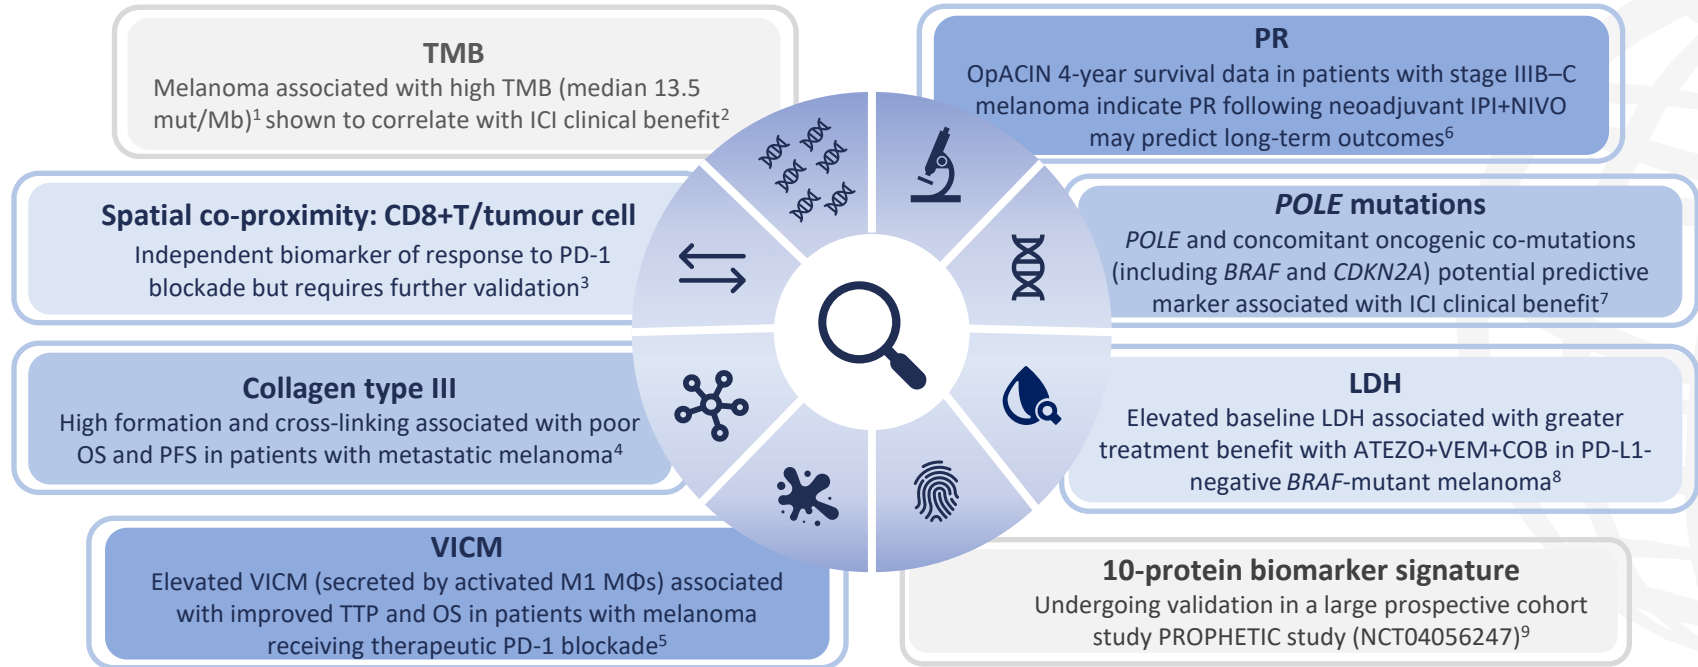 TMB
Melanoma associated with high TMB (median 13.5
mut/Mb)¹ shown to correlate with ICI clinical benefit²
Spatial co-proximity: CD8+T/tumour cell
Independent biomarker of response to PD-1
blockade but requires further validation³
Collagen type III
High formation and cross-linking associated with poor
OS and PFS in patients with metastatic melanoma⁴
VICM
Elevated VICM (secreted by activated M1 MΦs) associated
with improved TTP and OS in patients with melanoma
receiving therapeutic PD-1 blockade⁵
PR
OpACIN 4-year survival data in patients with stage IIIB–C
melanoma indicate PR following neoadjuvant IPI+NIVO
may predict long-term outcomes⁶
POLE mutations
POLE and concomitant oncogenic co-mutations
(including BRAF and CDKN2A) potential predictive
marker associated with ICI clinical benefit⁷
LDH
Elevated baseline LDH associated with greater
treatment benefit with ATEZO+VEM+COB in PD-L1-
negative BRAF-mutant melanoma⁸
10-protein biomarker signature
Undergoing validation in a large prospective cohort
study PROPHETIC study (NCT04056247)⁹